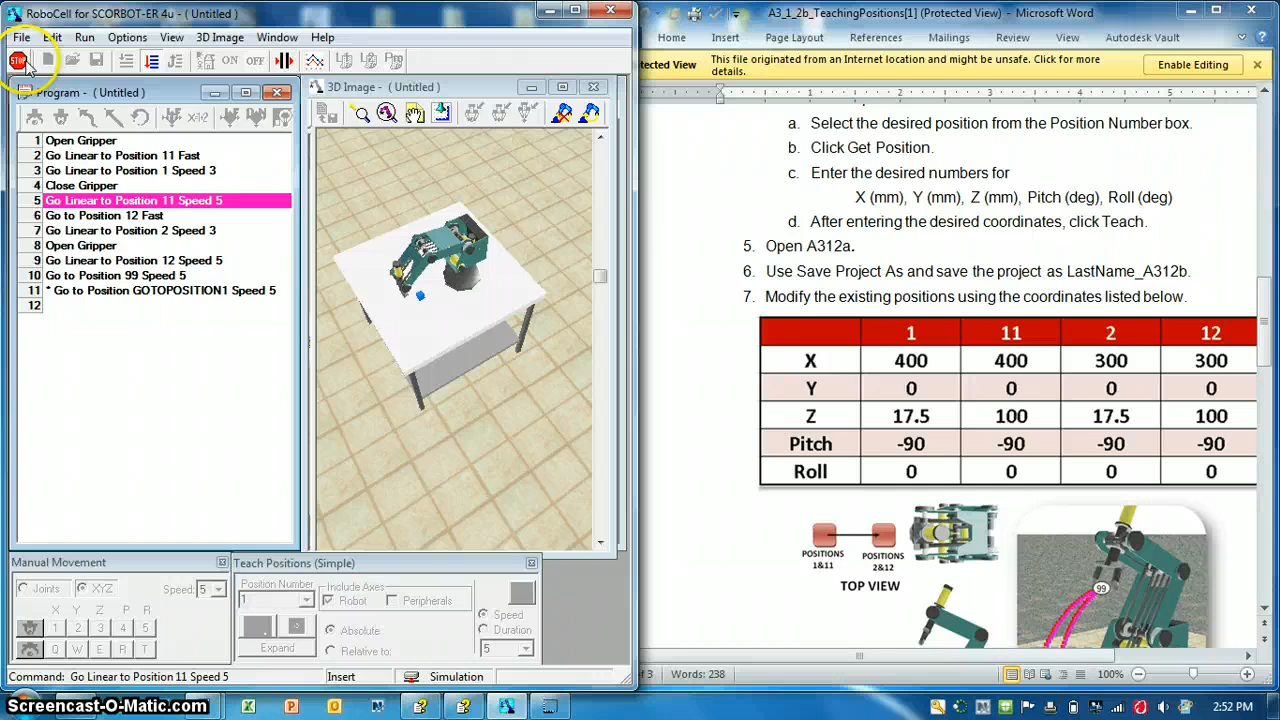 RoboCell for SCORBOT-ER 4u - ( Untitled )
File Edit Run Options View 3D Image Window Help
STOP ON OFF
Program - ( Untitled )
X-1-2
1 Open Gripper
2 Go Linear to Position 11 Fast
3 Go Linear to Position 1 Speed 3
4 Close Gripper
5 Go Linear to Position 11 Speed 5
6 Go to Position 12 Fast
7 Go Linear to Position 2 Speed 3
8 Open Gripper
9 Go Linear to Position 12 Speed 5
10 Go to Position 99 Speed 5
11 * Go to Position GOTOPOSITION1 Speed 5
12
3D Image - ( Untitled )
Manual Movement
Joints XYZ Speed: 5
X Y Z P R
1 2 3 4 5
Q W E R T
Teach Positions (Simple)
Position Number
1
Include Axes
Robot Peripherals
Absolute
Relative to:
Expand
Speed
Duration
5
Command: Go Linear to Position 11 Speed 5 Insert Simulation
A3_1_2b_TeachingPositions[1] (Protected View) - Microsoft Word
Home Insert Page Layout References Mailings Review View Autodesk Vault
otected View This file originated from an Internet location and might be unsafe. Click for more details. Enable Editing
1 2 3 4 5
a. Select the desired position from the Position Number box.
b. Click Get Position.
c. Enter the desired numbers for
X (mm), Y (mm), Z (mm), Pitch (deg), Roll (deg)
d. After entering the desired coordinates, click Teach.
5. Open A312a.
6. Use Save Project As and save the project as LastName_A312b.
7. Modify the existing positions using the coordinates listed below.
1 11 2 12
X 400 400 300 300
Y 0 0 0 0
Z 17.5 100 17.5 100
Pitch -90 -90 -90 -90
Roll 0 0 0 0
POSITIONS 1&11
POSITIONS 2&12
TOP VIEW
99
f 3 Words: 238 100%
Screencast-O-Matic.com
2:52 PM